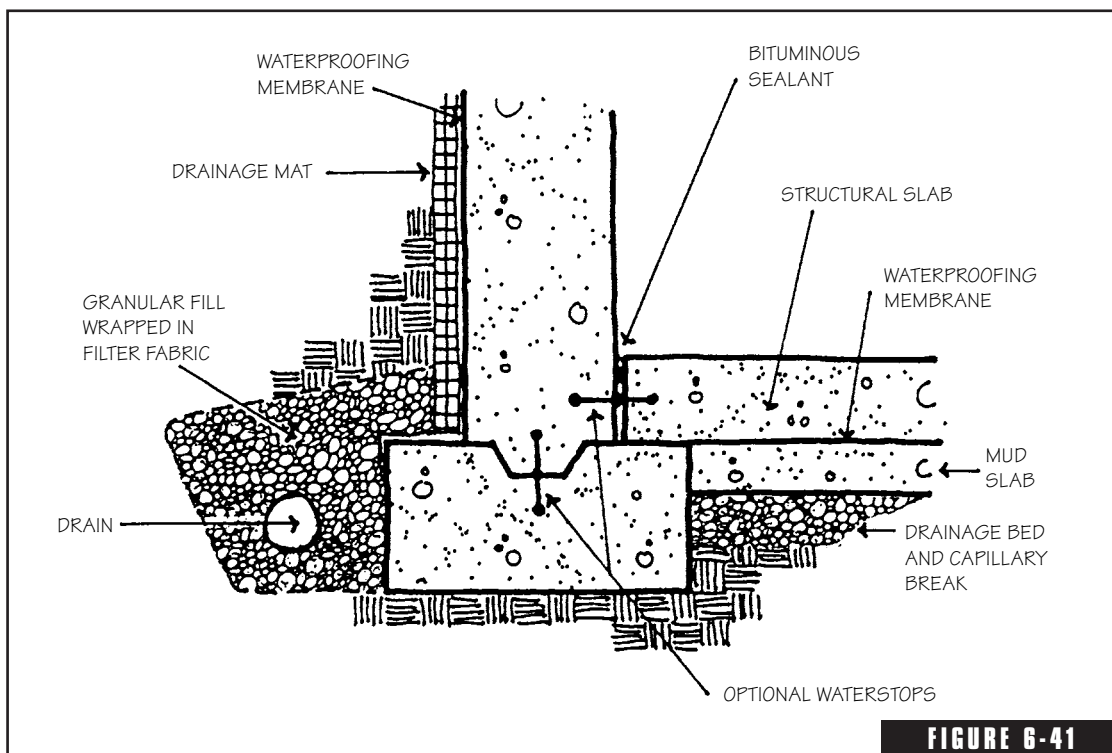 WATERPROOFING
MEMBRANE
BITUMINOUS
SEALANT
DRAINAGE MAT
STRUCTURAL SLAB
WATERPROOFING
MEMBRANE
GRANULAR FILL
WRAPPED IN
FILTER FABRIC
MUD
SLAB
DRAIN
DRAINAGE BED
AND CAPILLARY
BREAK
OPTIONAL WATERSTOPS
FIGURE 6-41